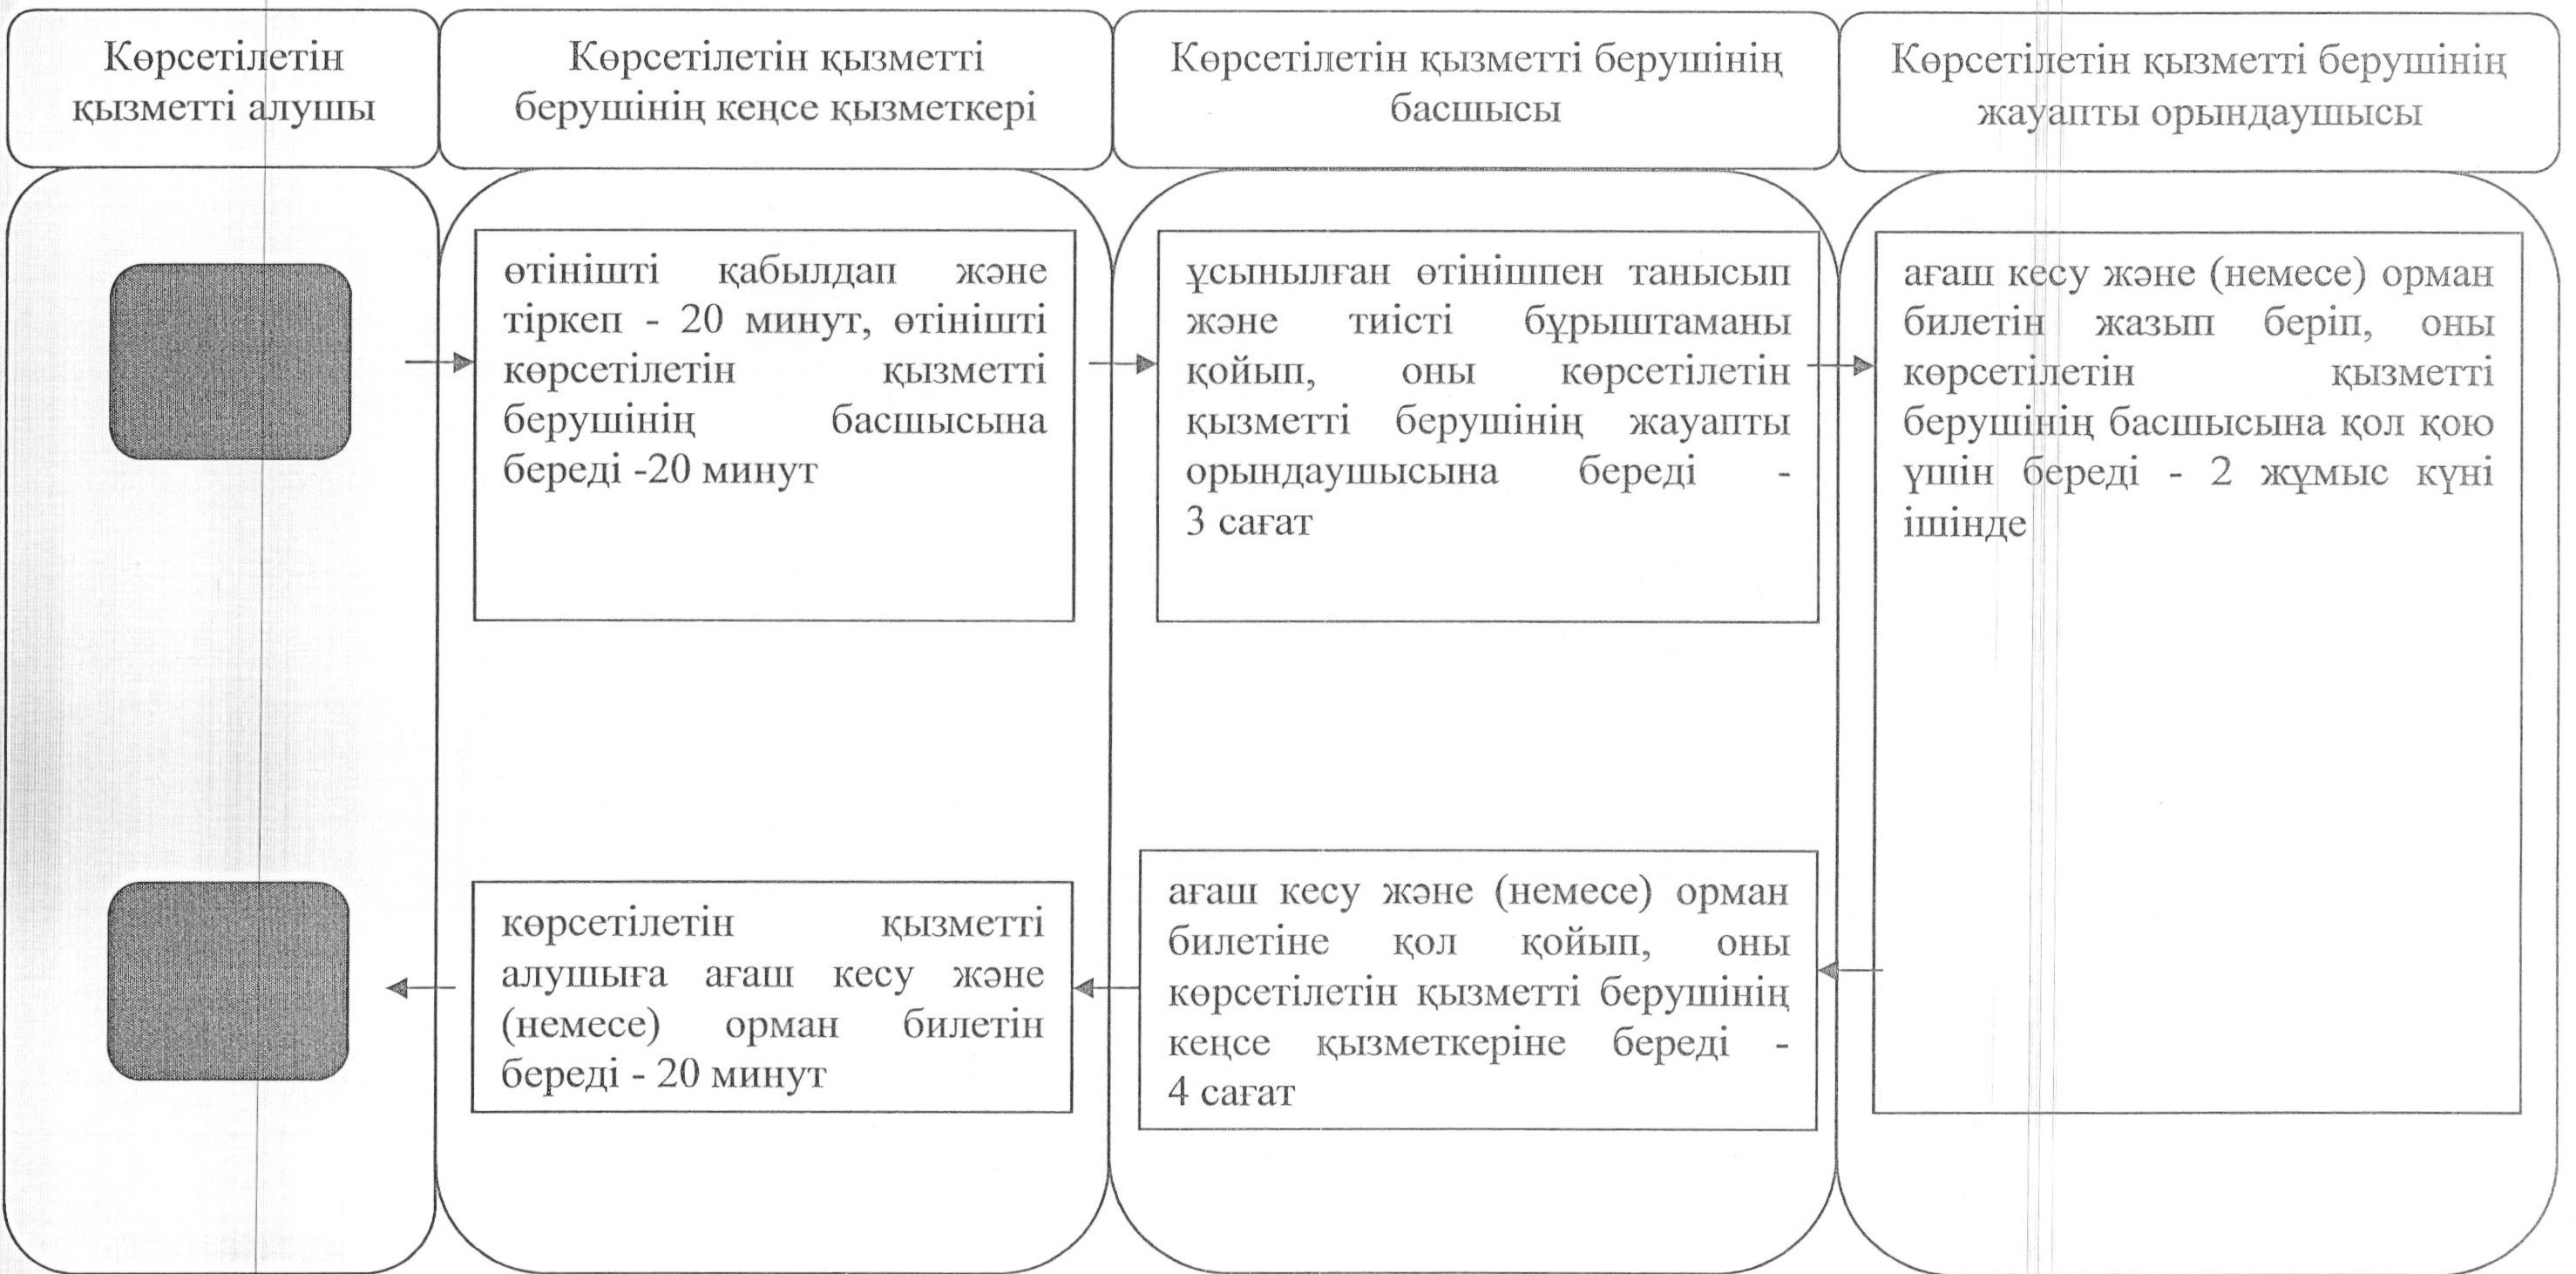 Көрсетілетін
қызметті алушы
Көрсетілетін қызметті
берушінің кеңсе қызметкері
Көрсетілетін қызметті берушінің
басшысы
Көрсетілетін қызметті берушінің
жауапты орындаушысы
өтінішті қабылдап және
тіркеп - 20 минут, өтінішті
көрсетілетін қызметті
берушінің басшысына
береді -20 минут
ұсынылған өтінішпен танысып
және тиісті бұрыштаманы
қойып, оны көрсетілетін
қызметті берушінің жауапты
орындаушысына береді -
3 сағат
ағаш кесу және (немесе) орман
билетін жазып беріп, оны
көрсетілетін қызметті
берушінің басшысына қол қою
үшін береді - 2 жұмыс күні
ішінде
көрсетілетін қызметті
алушыға ағаш кесу және
(немесе) орман билетін
береді - 20 минут
ағаш кесу және (немесе) орман
билетіне қол қойып, оны
көрсетілетін қызметті берушінің
кеңсе қызметкеріне береді -
4 сағат